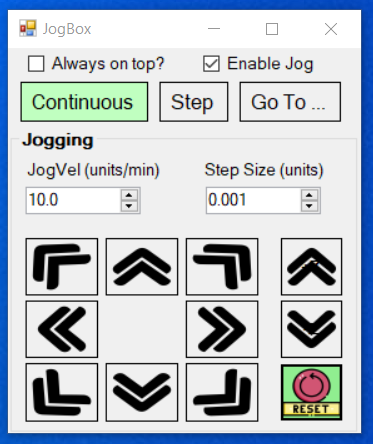 JogBox
Always on top? Enable Jog
Continuous Step Go To ...
Jogging
JogVel (units/min) Step Size (units)
10.0 0.001
RESET